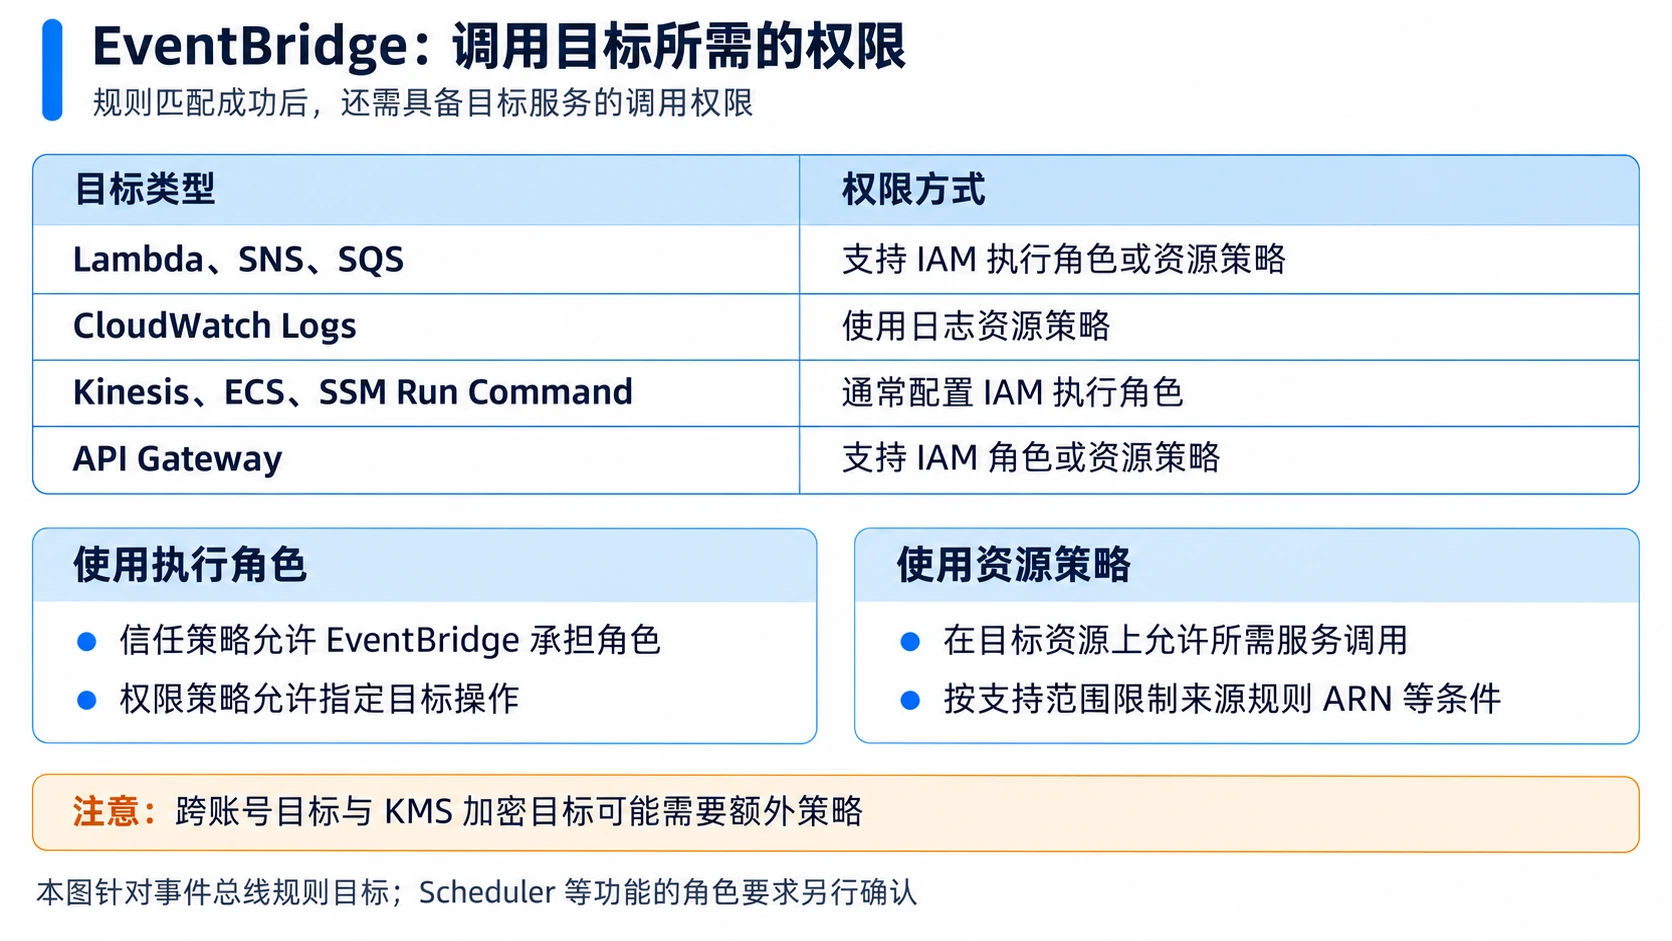 EventBridge：调用目标所需的权限
规则匹配成功后，还需具备目标服务的调用权限
目标类型
权限方式
Lambda、SNS、SQS
支持 IAM 执行角色或资源策略
CloudWatch Logs
使用日志资源策略
Kinesis、ECS、SSM Run Command
通常配置 IAM 执行角色
API Gateway
支持 IAM 角色或资源策略
使用执行角色
信任策略允许 EventBridge 承担角色
权限策略允许指定目标操作
使用资源策略
在目标资源上允许所需服务调用
按支持范围限制来源规则 ARN 等条件
注意：跨账号目标与 KMS 加密目标可能需要额外策略
本图针对事件总线规则目标；Scheduler 等功能的角色要求另行确认